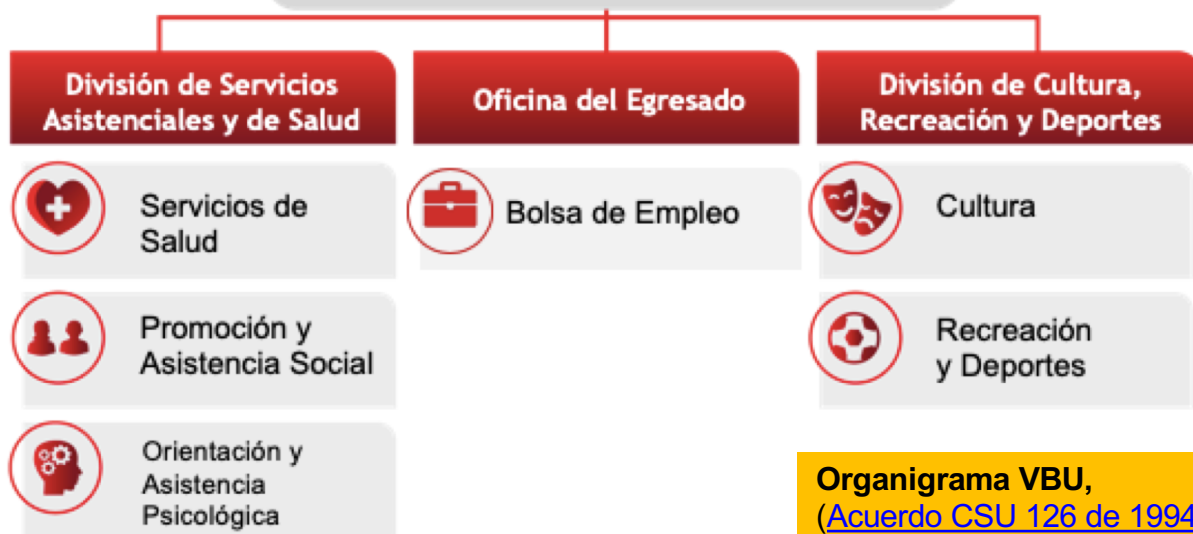 División de Servicios
Asistenciales y de Salud
Servicios de
Salud
Promoción y
Asistencia Social
Orientación y
Asistencia
Psicológica
Oficina del Egresado
Bolsa de Empleo
División de Cultura,
Recreación y Deportes
Cultura
Recreación
y Deportes
Organigrama VBU,
(Acuerdo CSU 126 de 1994